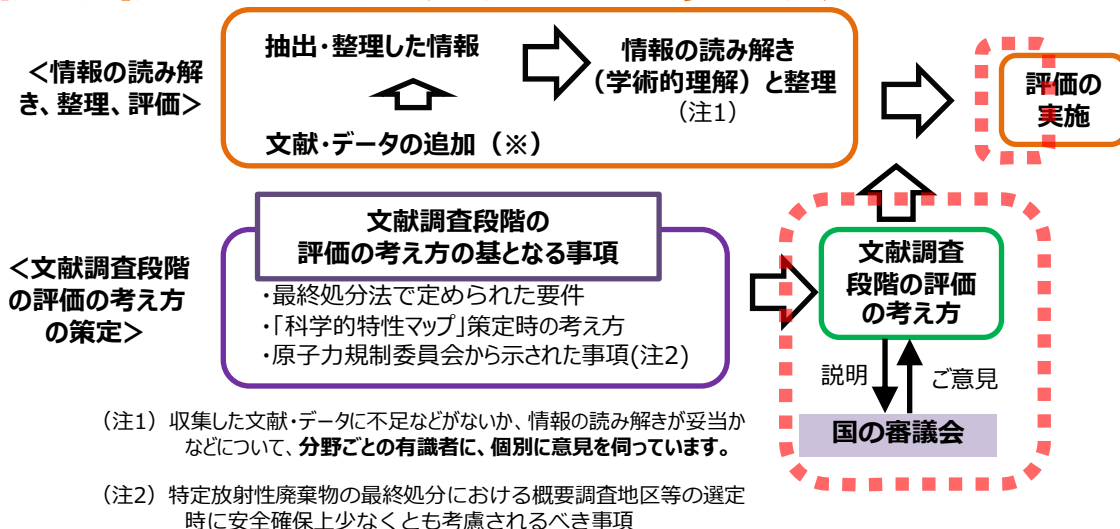 抽出・整理した情報
情報の読み解き
（学術的理解）と整理
（注1）
＜情報の読み解
き、整理、評価＞
評価の
実施
文献・データの追加（※）
文献調査段階の
評価の考え方の基となる事項
＜文献調査段階
の評価の考え方
の策定＞
・最終処分法で定められた要件
・「科学的特性マップ」策定時の考え方
・原子力規制委員会から示された事項(注2)
文献調査
段階の評価
の考え方
説明
ご意見
国の審議会
（注1）収集した文献・データに不足などがないか、情報の読み解きが妥当か
などについて、分野ごとの有識者に、個別に意見を伺っています。
（注2）特定放射性廃棄物の最終処分における概要調査地区等の選定
時に安全確保上少なくとも考慮されるべき事項